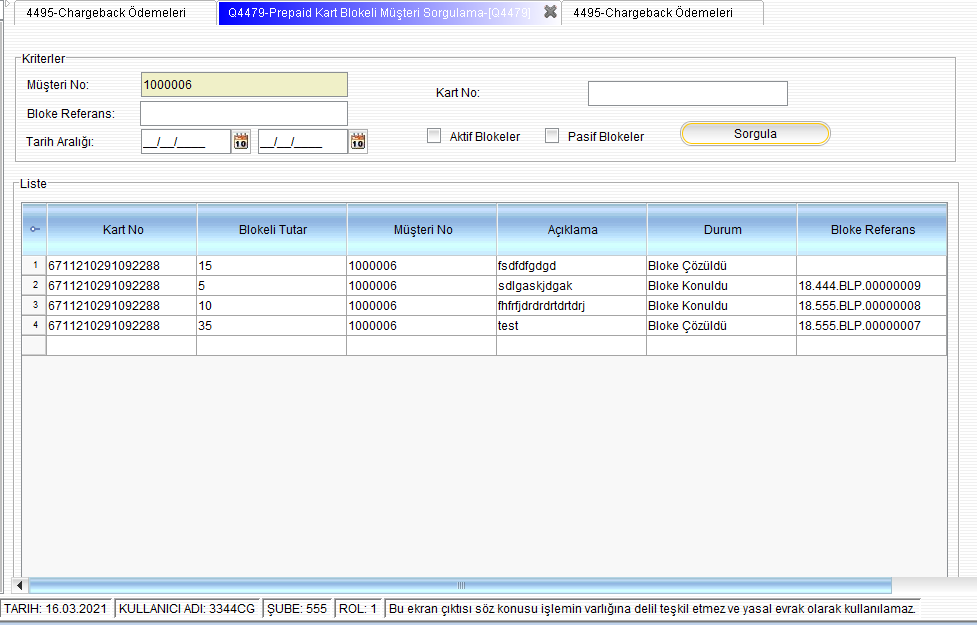 4495-Chargeback Ödemeleri Q4479-Prepaid Kart Blokeli Müşteri Sorgulama-[Q4479] 4495-Chargeback Ödemeleri
Kriterler
Müşteri No: 1000006 Kart No:
Bloke Referans:
Tarih Aralığı: __/__/____ 10 __/__/____ 10 Aktif Blokeler Pasif Blokeler Sorgula
Liste
Kart No Blokeli Tutar Müşteri No Açıklama Durum Bloke Referans
1 6711210291092288 15 1000006 fsdfdfgdgd Bloke Çözüldü
2 6711210291092288 5 1000006 sdlgaskjdgak Bloke Konuldu 18.444.BLP.00000009
3 6711210291092288 10 1000006 fhfrfjdrdrdrtdrtdrj Bloke Konuldu 18.555.BLP.00000008
4 6711210291092288 35 1000006 test Bloke Çözüldü 18.555.BLP.00000007
TARIH: 16.03.2021 KULLANICI ADI: 3344CG ŞUBE: 555 ROL: 1 Bu ekran çıktısı söz konusu işlemin varlığına delil teşkil etmez ve yasal evrak olarak kullanılamaz.